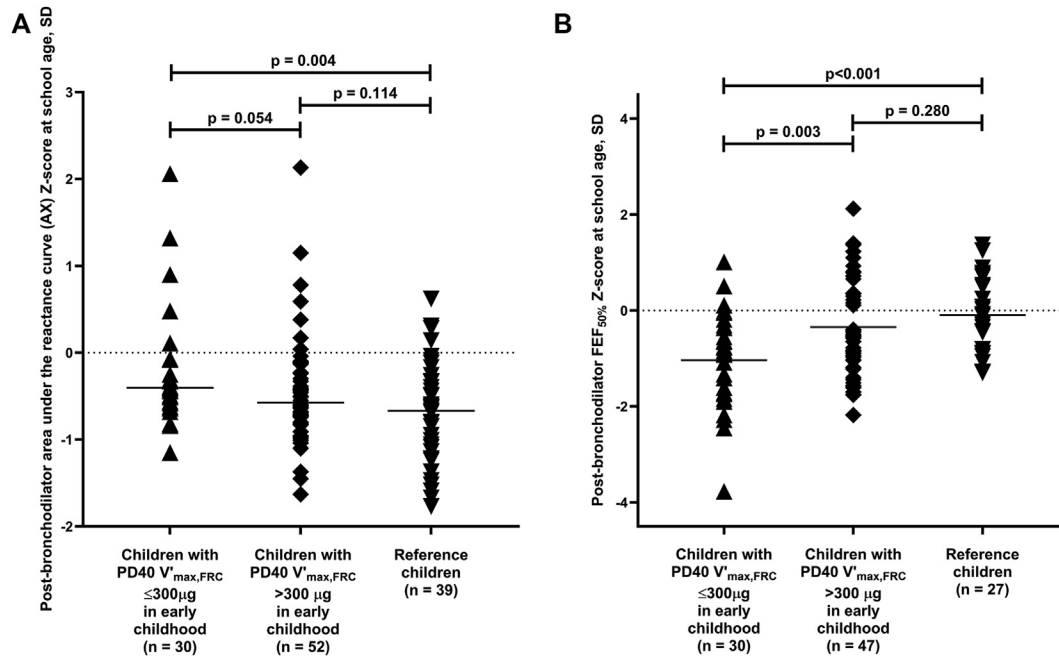 A
Post-bronchodilator area under the reactance curve (AX) Z-score at school age, SD
p = 0.004
p = 0.114
p = 0.054
3
2
1
0
-1
-2
Children with
PD40 V'max,FRC
≤300µg
in early
childhood
(n = 30)
Children with
PD40 V'max,FRC
>300 µg
in early
childhood
(n = 52)
Reference
children
(n = 39)
B
Post-bronchodilator FEF50% Z-score at school age, SD
p<0.001
p = 0.280
p = 0.003
4
2
0
-2
-4
Children with
PD40 V'max,FRC
≤300µg
in early
childhood
(n = 30)
Children with
PD40 V'max,FRC
>300 µg
in early
childhood
(n = 47)
Reference
children
(n = 27)